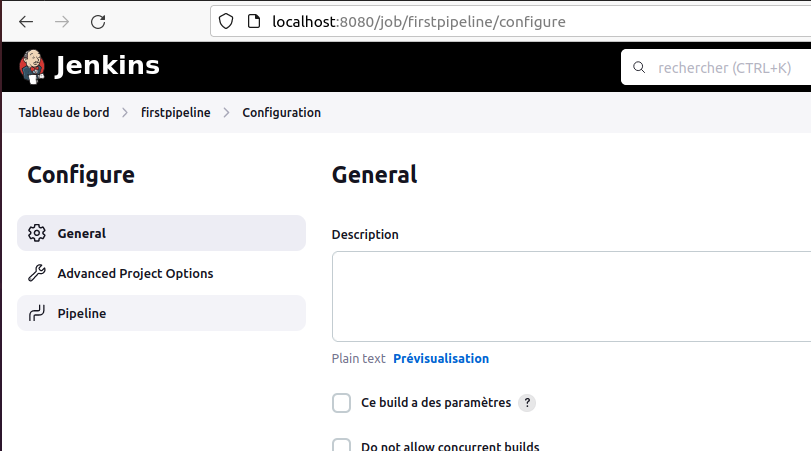 localhost:8080/job/firstpipeline/configure
Jenkins
rechercher (CTRL+K)
Tableau de bord
firstpipeline
Configuration
Configure
General
Advanced Project Options
Pipeline
General
Description
Plain text Prévisualisation
Ce build a des paramètres ?
Do not allow concurrent builds